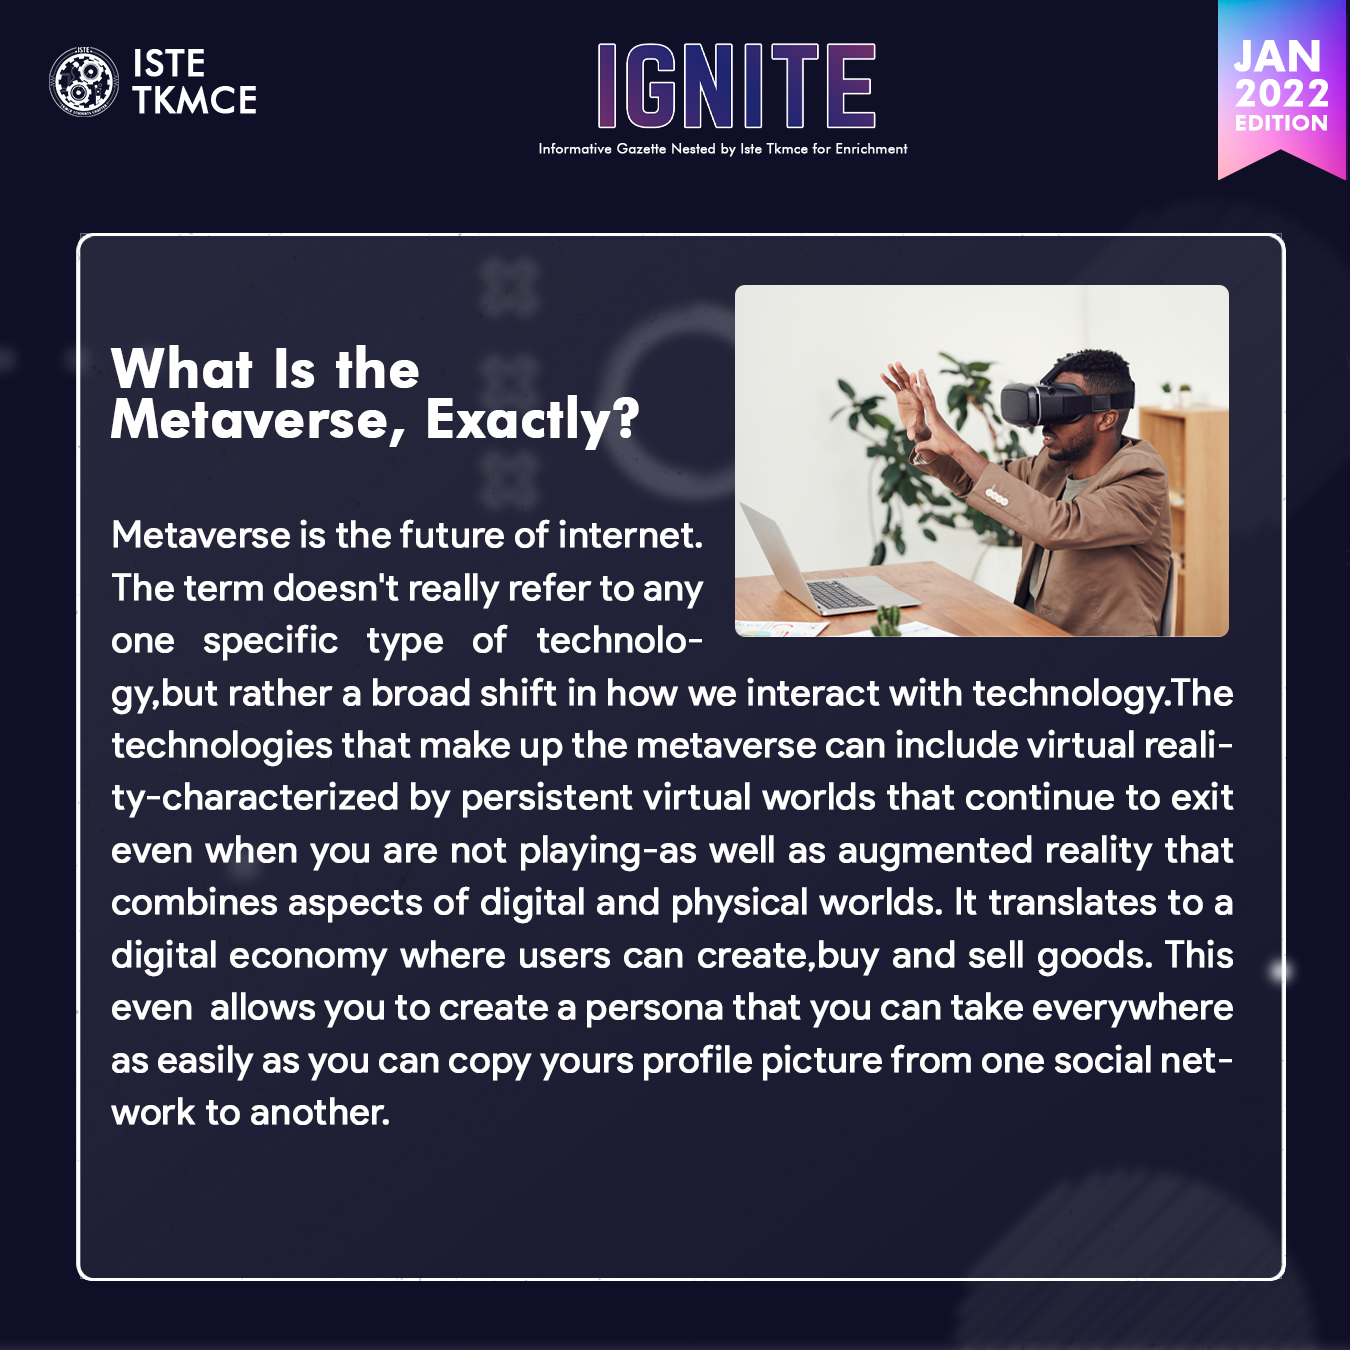 ISTE
TKMCE
IGNITE
Informative Gazette Nested by Iste Tkmce for Enrichment
JAN
2022
EDITION
What Is the
Metaverse, Exactly?
Metaverse is the future of internet.
The term doesn't really refer to any
one specific type of technolo-
gy,but rather a broad shift in how we interact with technology.The
technologies that make up the metaverse can include virtual reali-
ty-characterized by persistent virtual worlds that continue to exit
even when you are not playing-as well as augmented reality that
combines aspects of digital and physical worlds. It translates to a
digital economy where users can create,buy and sell goods. This
even allows you to create a persona that you can take everywhere
as easily as you can copy yours profile picture from one social net-
work to another.